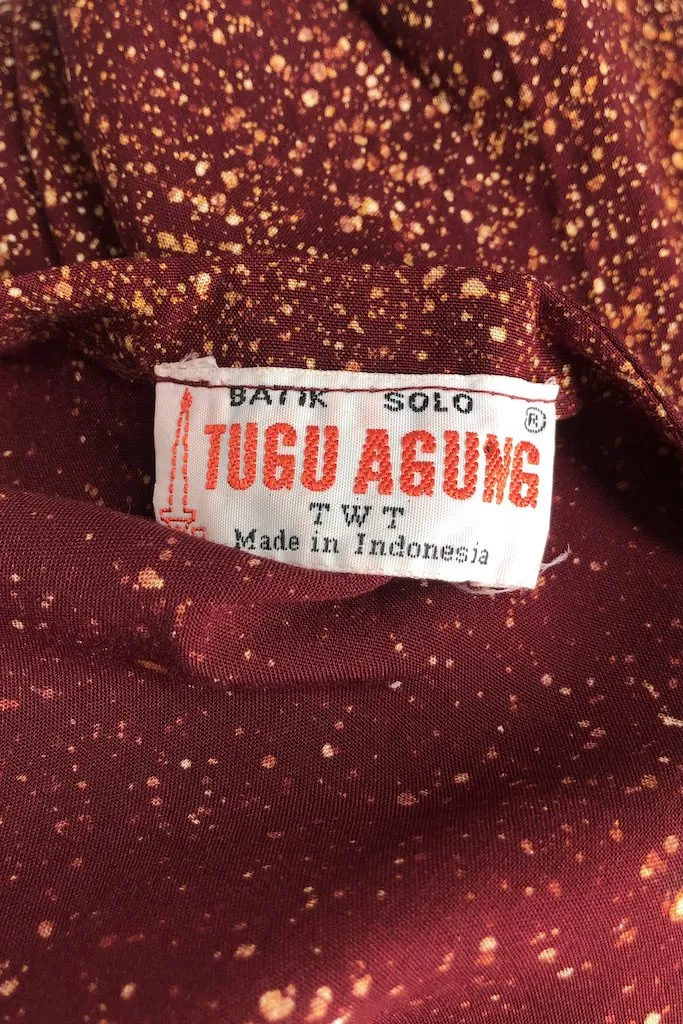 BATIK SOLO
®
TUGU AGUNG
TWT
Made in Indonesia